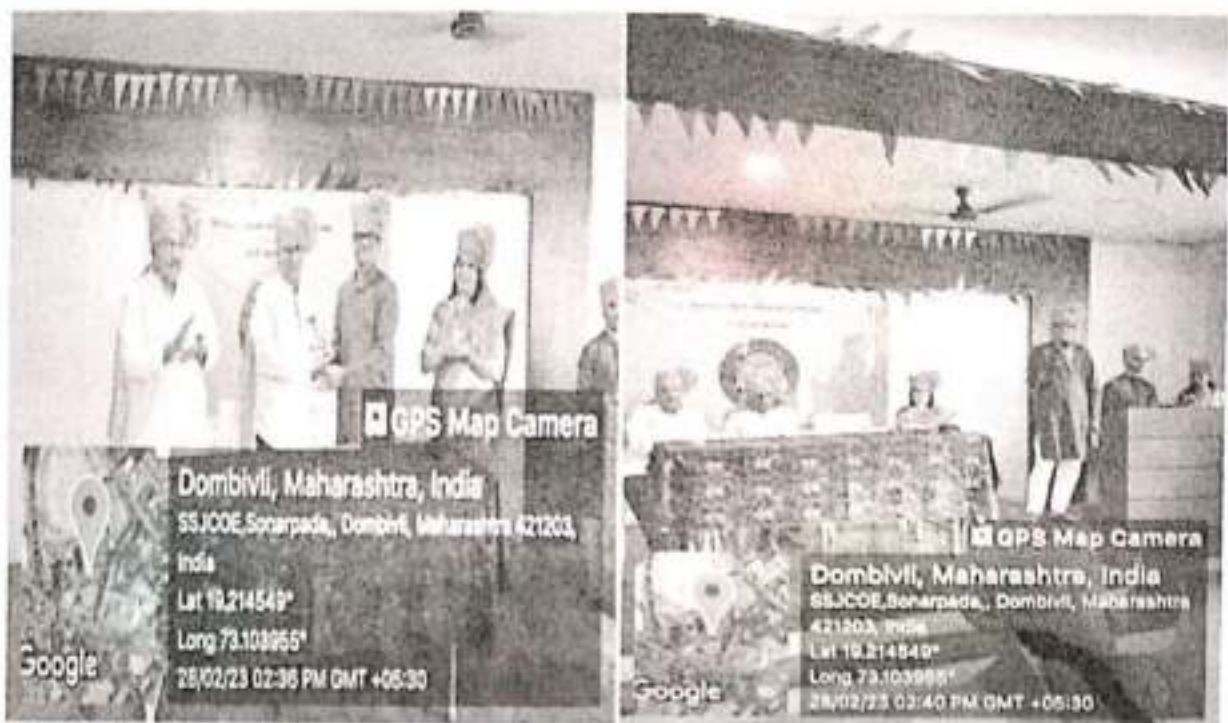 GPS Map Camera
Dombivli, Maharashtra, India
SSJCOE,Sonarpada,, Dombivli, Maharashtra 421203,
India
Lat 19.214549°
Long 73.103955°
28/02/23 02:36 PM GMT +05:30
Google
GPS Map Camera
Dombivli, Maharashtra, India
SSJCOE,Sonarpada,, Dombivli, Maharashtra
421203, India
Lat 19.214549°
Long 73.103955°
28/02/23 02:40 PM GMT +05:30
Google